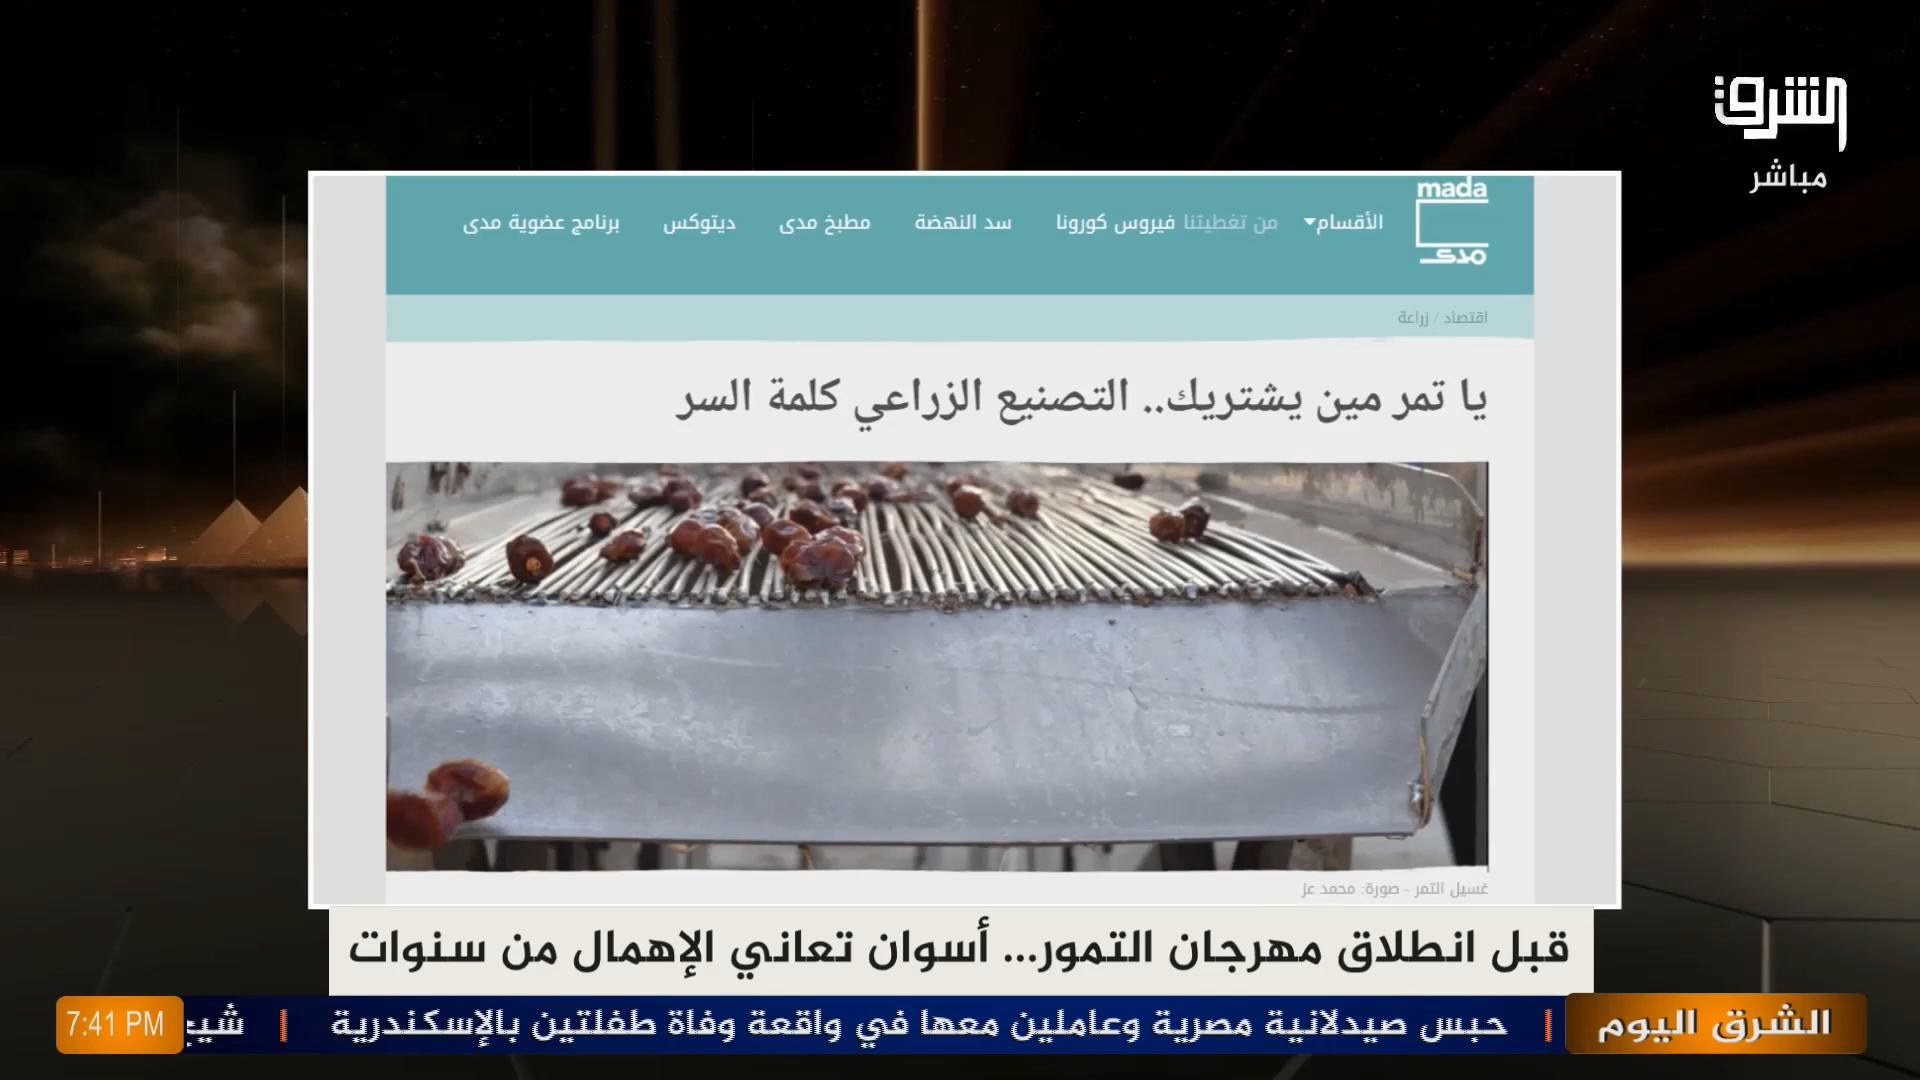 الشرق
مباشر
mada
مدى
الأقسام
من تغطيتنا فيروس كورونا
سد النهضة
مطبخ مدى
ديتوكس
برنامج عضوية مدى
اقتصاد / زراعة
يا تمر مين يشتريك.. التصنيع الزراعي كلمة السر
غسيل التمر - صورة: محمد عز
قبل انطلاق مهرجان التمور... أسوان تعاني الإهمال من سنوات
الشرق اليوم
حبس صيدلانية مصرية وعاملين معها في واقعة وفاة طفلتين بالإسكندرية
7:41 PM